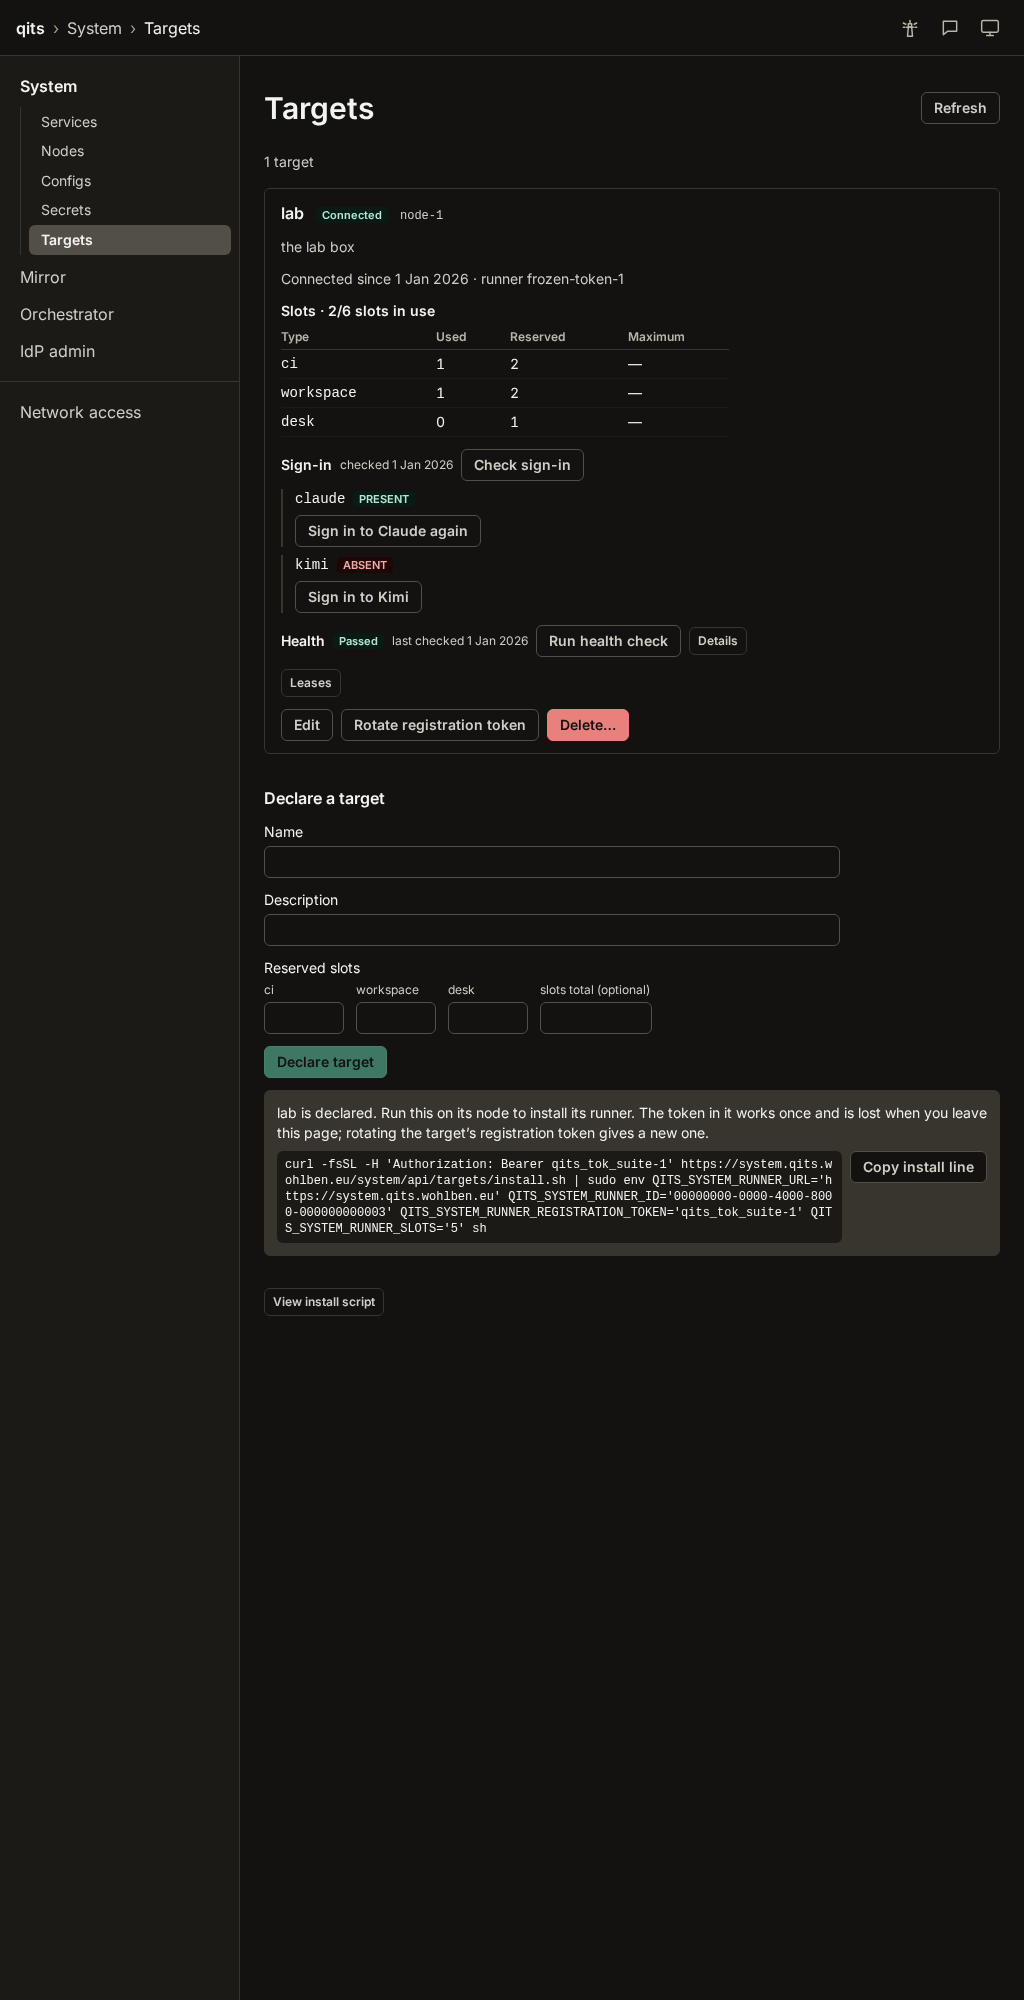 qits › System › Targets
System
Services
Nodes
Configs
Secrets
Targets
Mirror
Orchestrator
IdP admin
Network access
Targets
Refresh
1 target
lab Connected node-1
the lab box
Connected since 1 Jan 2026 · runner frozen-token-1
Slots · 2/6 slots in use
Type Used Reserved Maximum
ci 1 2 —
workspace 1 2 —
desk 0 1 —
Sign-in checked 1 Jan 2026 Check sign-in
claude PRESENT
Sign in to Claude again
kimi ABSENT
Sign in to Kimi
Health Passed last checked 1 Jan 2026 Run health check Details
Leases
Edit Rotate registration token Delete…
Declare a target
Name
Description
Reserved slots
ci workspace desk slots total (optional)
Declare target
lab is declared. Run this on its node to install its runner. The token in it works once and is lost when you leave
this page; rotating the target’s registration token gives a new one.
curl -fsSL -H 'Authorization: Bearer qits_tok_suite-1' https://system.qits.w
ohlben.eu/system/api/targets/install.sh | sudo env QITS_SYSTEM_RUNNER_URL='h
ttps://system.qits.wohlben.eu' QITS_SYSTEM_RUNNER_ID='00000000-0000-4000-800
0-000000000003' QITS_SYSTEM_RUNNER_REGISTRATION_TOKEN='qits_tok_suite-1' QIT
S_SYSTEM_RUNNER_SLOTS='5' sh
Copy install line
View install script